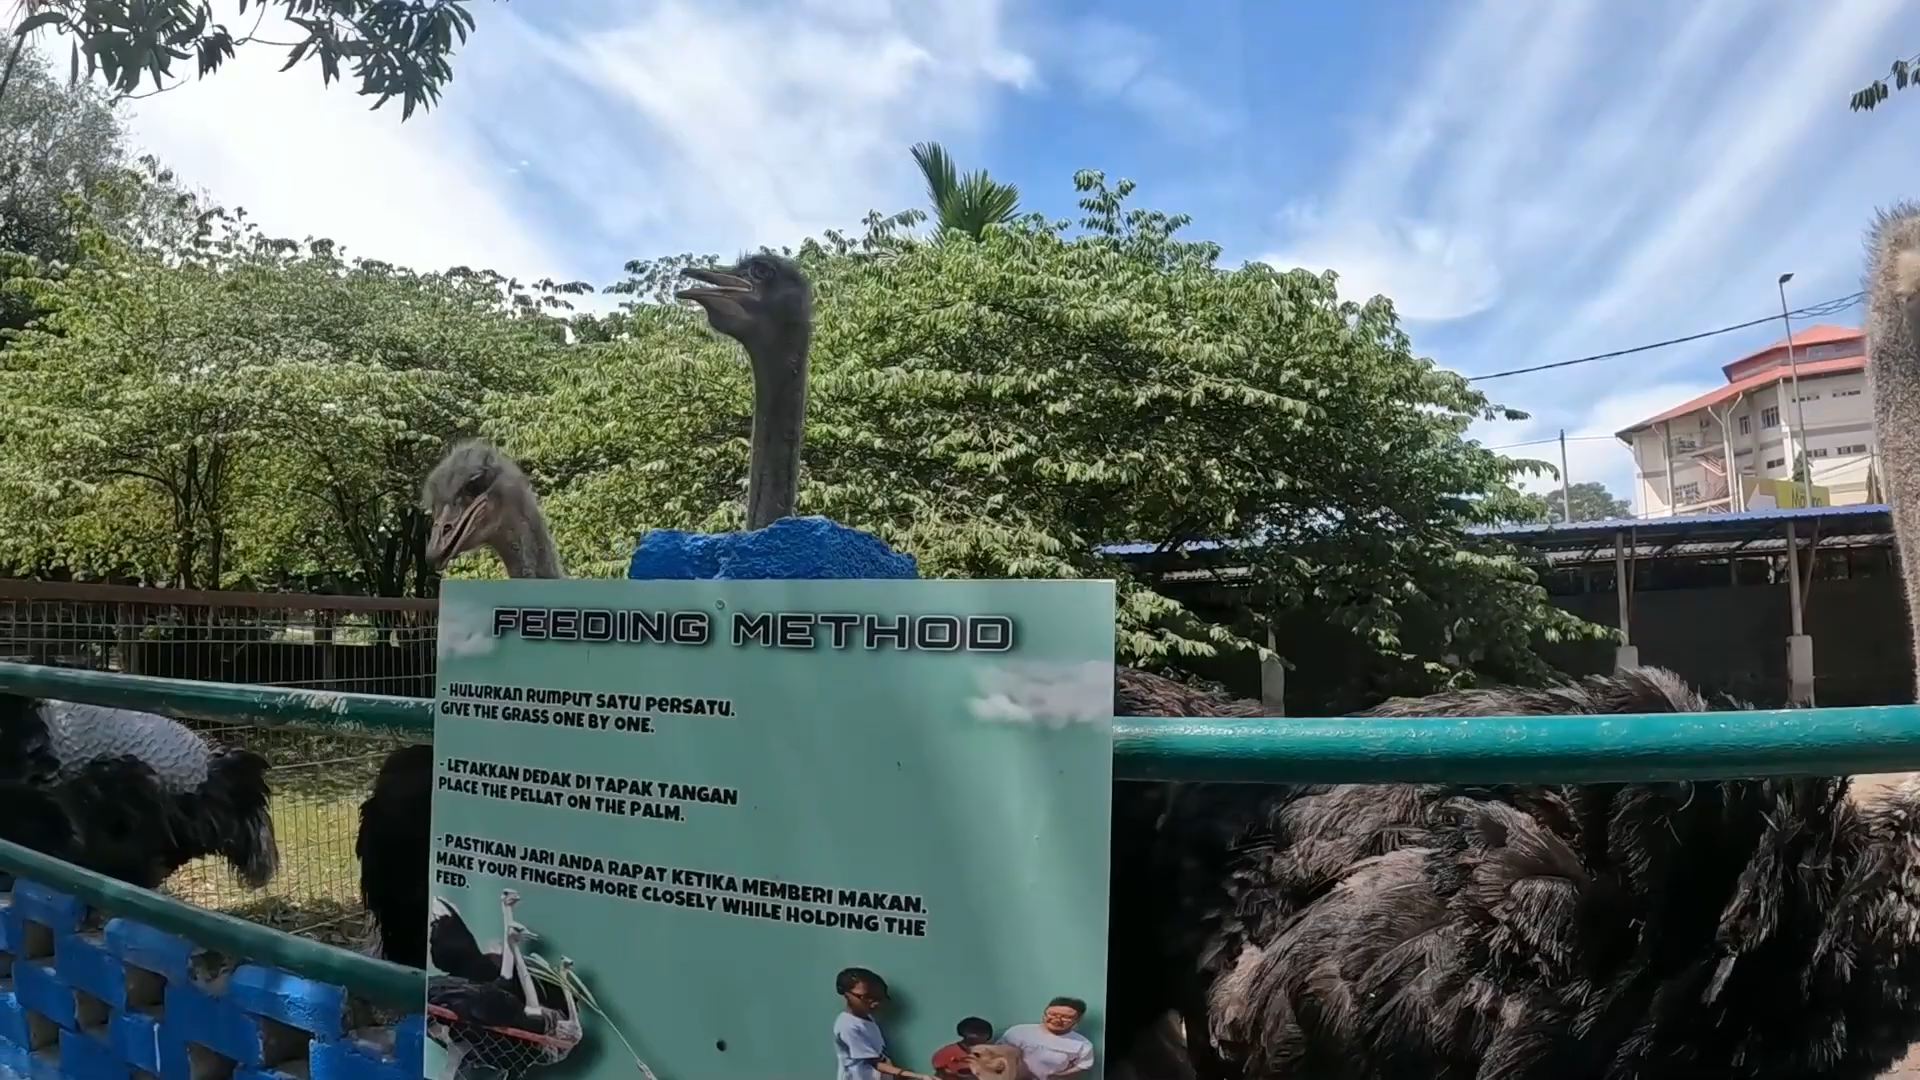 FEEDING METHOD
- HULURKAN RUMPUT SATU PERSATU.
GIVE THE GRASS ONE BY ONE.
- LETAKKAN DEDAK DI TAPAK TANGAN
PLACE THE PELLAT ON THE PALM.
- PASTIKAN JARI ANDA RAPAT KETIKA MEMBERI MAKAN.
MAKE YOUR FINGERS MORE CLOSELY WHILE HOLDING THE
FEED.